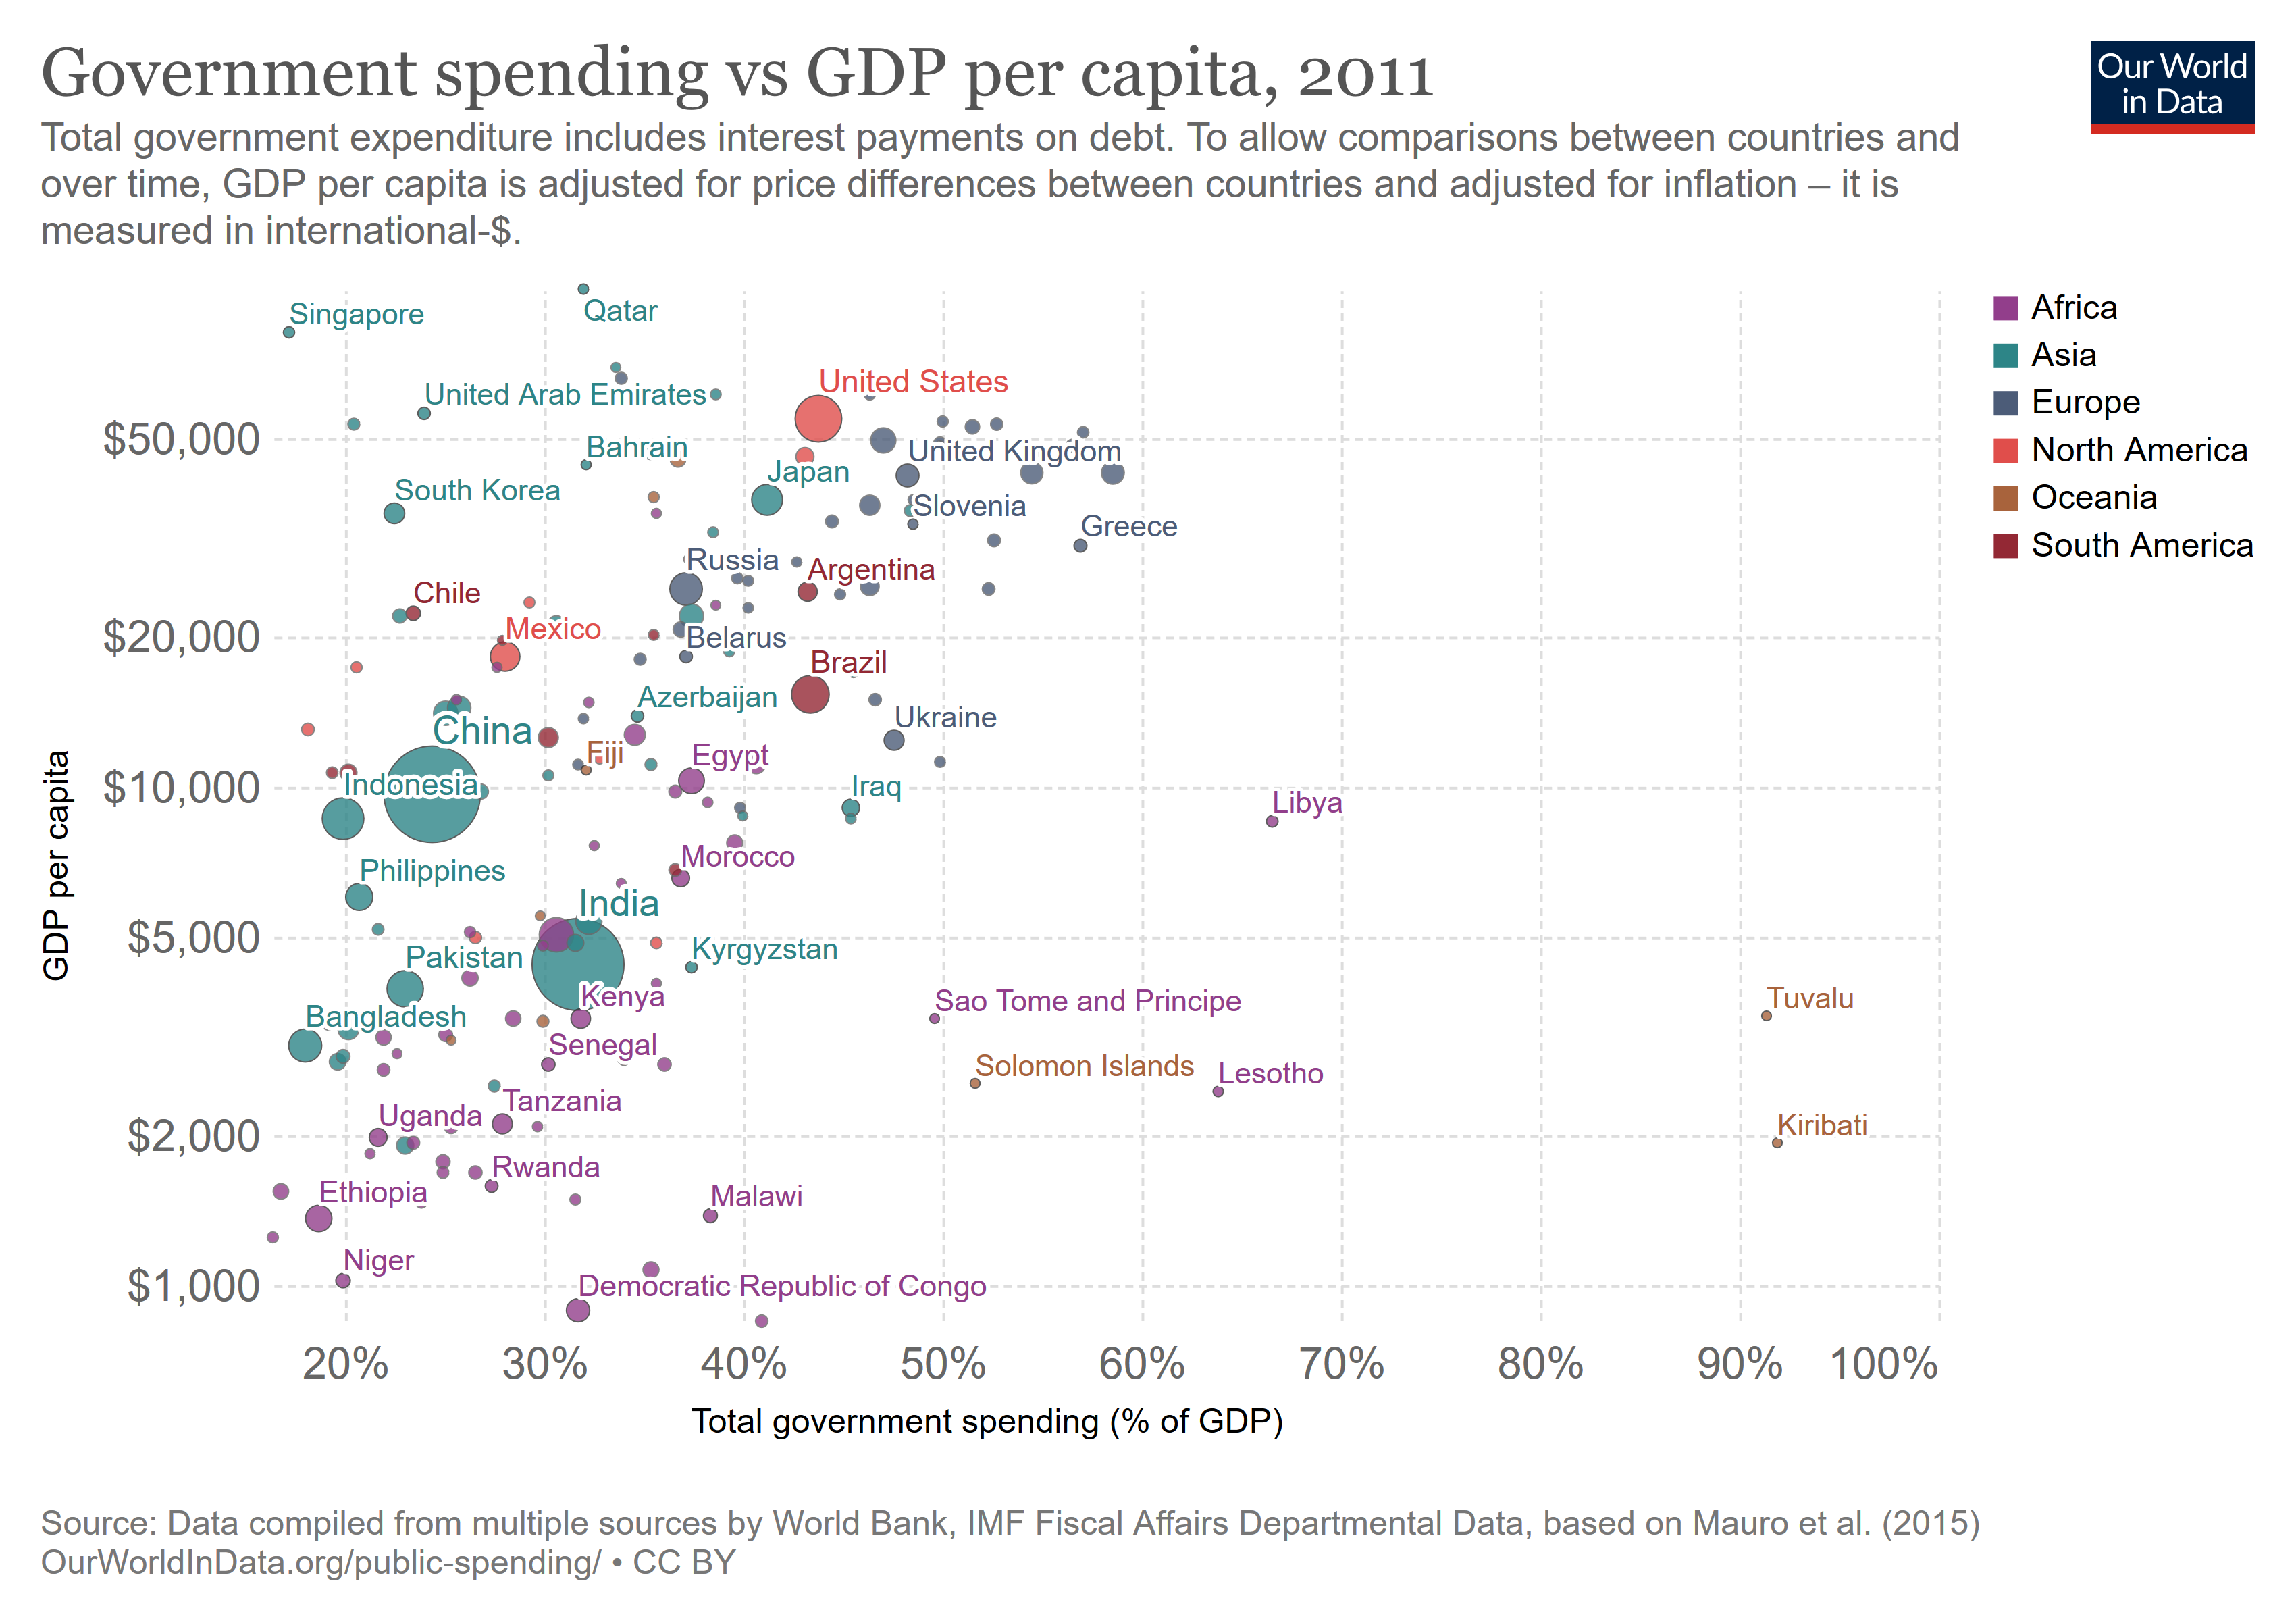 Government spending vs GDP per capita, 2011
Our World
in Data
Total government expenditure includes interest payments on debt. To allow comparisons between countries and
over time, GDP per capita is adjusted for price differences between countries and adjusted for inflation – it is
measured in international-$.
Singapore
Qatar
United States
United Arab Emirates
$50,000
Bahrain
United Kingdom
Japan
South Korea
Slovenia
Greece
Russia
Argentina
Chile
Mexico
$20,000
Belarus
Brazil
Azerbaijan
Ukraine
China
Fiji
Egypt
$10,000
Indonesia
Iraq
Libya
Morocco
Philippines
India
$5,000
Kyrgyzstan
Pakistan
Kenya
Sao Tome and Principe
Tuvalu
Bangladesh
Senegal
Solomon Islands
Lesotho
Tanzania
Uganda
Kiribati
$2,000
Rwanda
Ethiopia
Malawi
Niger
$1,000
Democratic Republic of Congo
GDP per capita
20%
30%
40%
50%
60%
70%
80%
90%
100%
Total government spending (% of GDP)
Africa
Asia
Europe
North America
Oceania
South America
Source: Data compiled from multiple sources by World Bank, IMF Fiscal Affairs Departmental Data, based on Mauro et al. (2015)
OurWorldInData.org/public-spending/ • CC BY